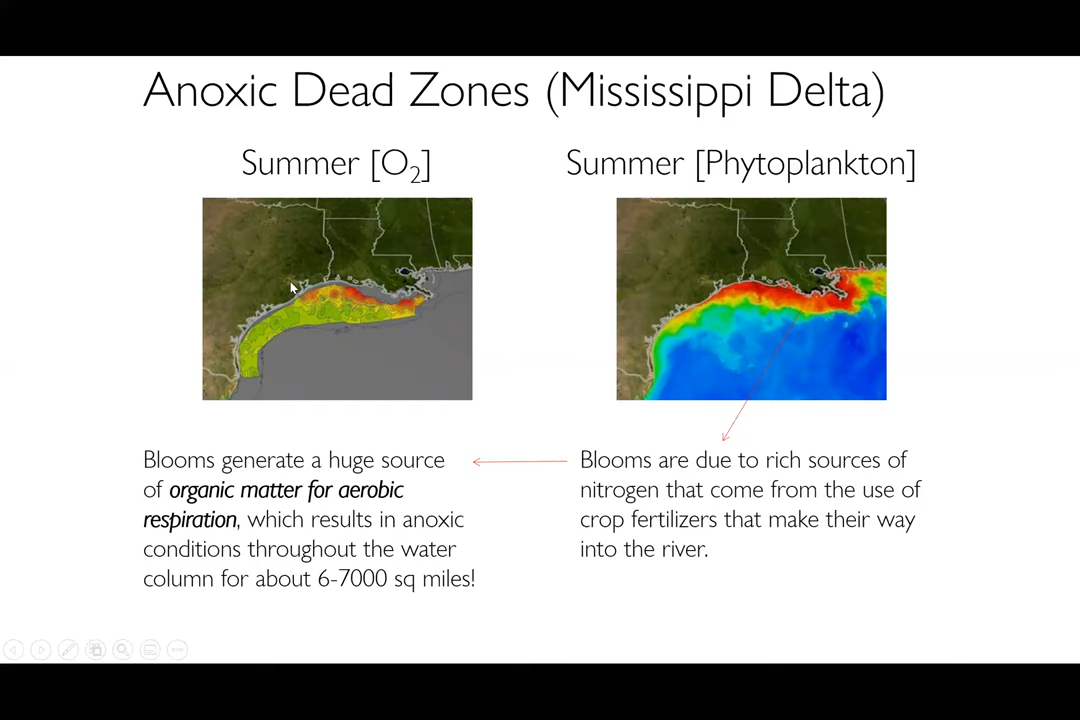 Anoxic Dead Zones (Mississippi Delta)
Summer [O2]
Summer [Phytoplankton]
Blooms generate a huge source
of organic matter for aerobic
respiration, which results in anoxic
conditions throughout the water
column for about 6-7000 sq miles!
Blooms are due to rich sources of
nitrogen that come from the use of
crop fertilizers that make their way
into the river.